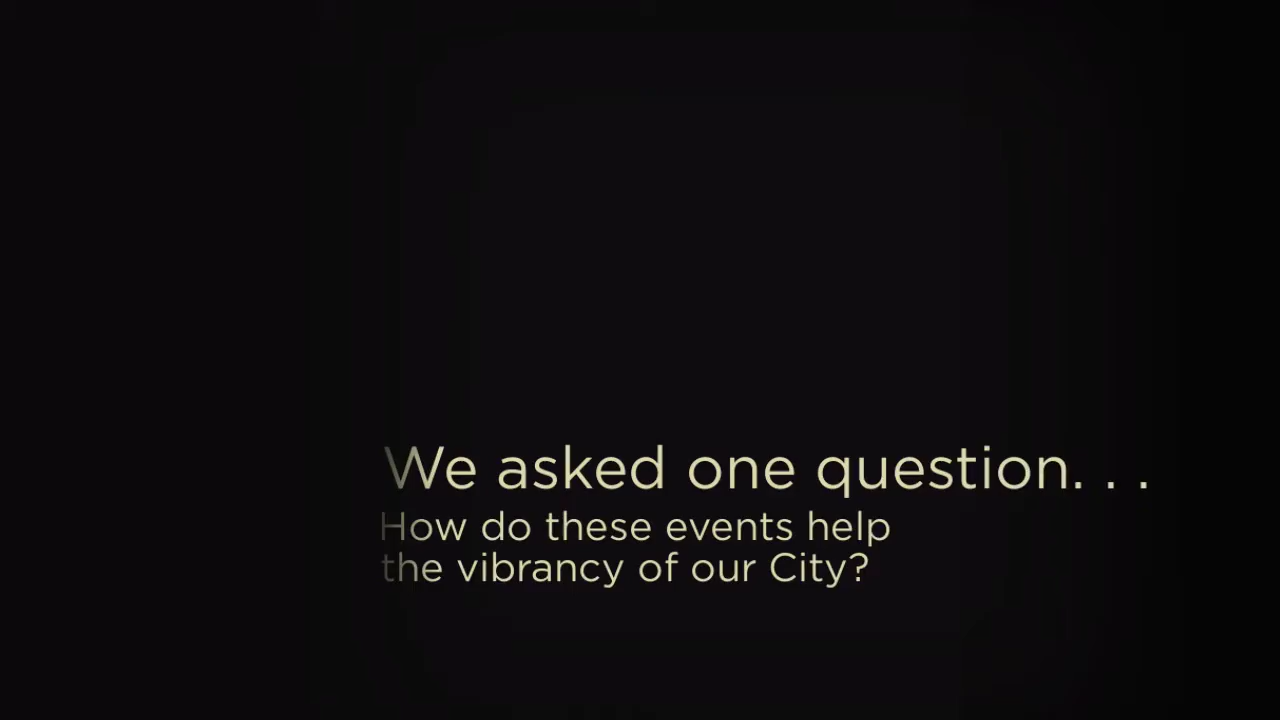 We asked one question. . .
How do these events help
the vibrancy of our City?